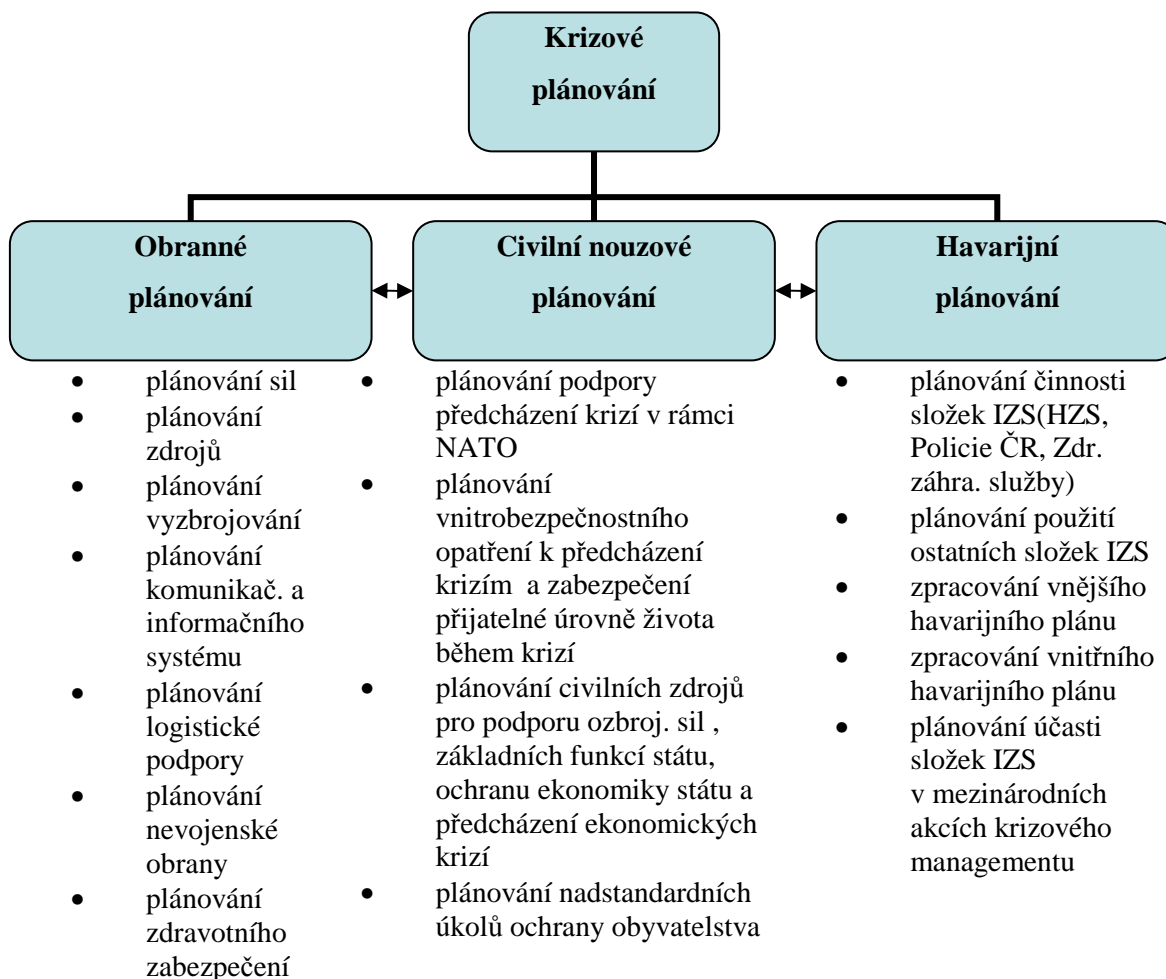 Krizové
plánování
Obranné
plánování
Civilní nouzové
plánování
Havarijní
plánování
• plánování sil
• plánování
zdrojů
• plánování
vyzbrojování
• plánování
komunikač. a
informačního
systému
• plánování
logistické
podpory
• plánování
nevojenské
obrany
• plánování
zdravotního
zabezpečení
• plánování podpory
předcházení krizí v rámci
NATO
• plánování
vnitrobezpečnostního
opatření k předcházení
krizím a zabezpečení
přijatelné úrovně života
během krizí
• plánování civilních zdrojů
pro podporu ozbroj. sil ,
základních funkcí státu,
ochranu ekonomiky státu a
předcházení ekonomických
krizí
• plánování nadstandardních
úkolů ochrany obyvatelstva
• plánování činnosti
složek IZS(HZS,
Policie ČR, Zdr.
záhra. služby)
• plánování použití
ostatních složek IZS
• zpracování vnějšího
havarijního plánu
• zpracování vnitřního
havarijního plánu
• plánování účasti
složek IZS
v mezinárodních
akcích krizového
managementu